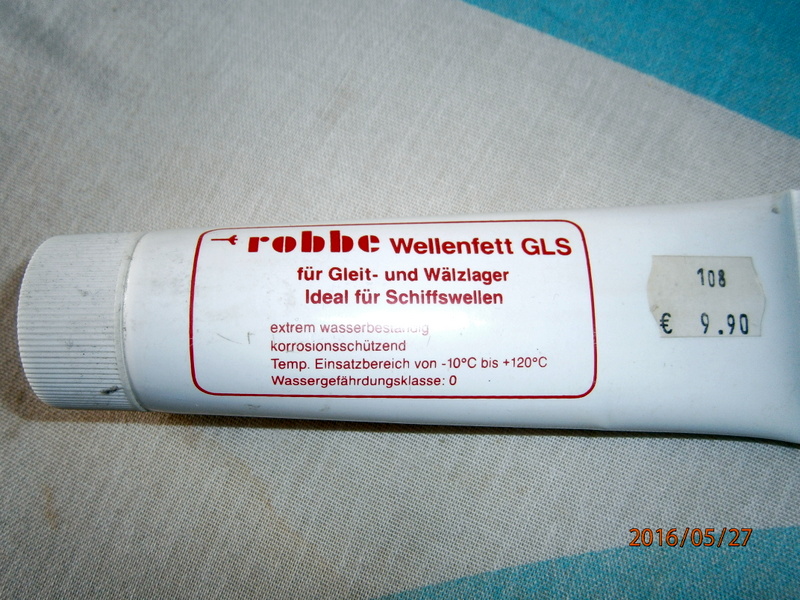 robbe Wellenfett GLS
für Gleit- und Wälzlager
Ideal für Schiffswellen
extrem wasserbeständig
korrosionsschützend
Temp. Einsatzbereich von -10°C bis +120°C
Wassergefährdungsklasse: 0
108
€ 9.90
2016/05/27